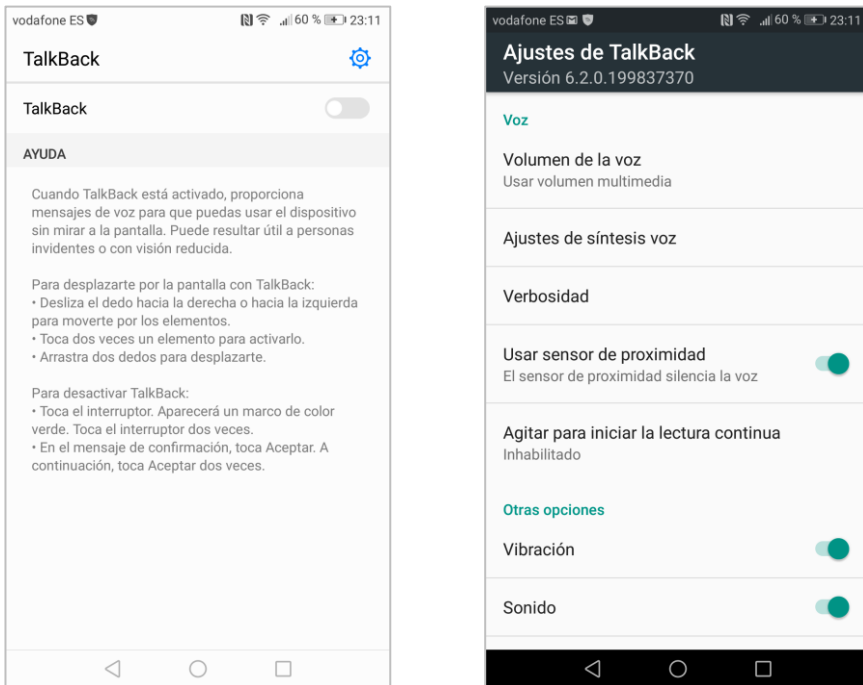 vodafone ES 60 % 23:11
TalkBack
TalkBack
AYUDA
Cuando TalkBack está activado, proporciona
mensajes de voz para que puedas usar el dispositivo
sin mirar a la pantalla. Puede resultar útil a personas
invidentes o con visión reducida.
Para desplazarte por la pantalla con TalkBack:
• Desliza el dedo hacia la derecha o hacia la izquierda
para moverte por los elementos.
• Toca dos veces un elemento para activarlo.
• Arrastra dos dedos para desplazarte.
Para desactivar TalkBack:
• Toca el interruptor. Aparecerá un marco de color
verde. Toca el interruptor dos veces.
• En el mensaje de confirmación, toca Aceptar. A
continuación, toca Aceptar dos veces.
vodafone ES 60 % 23:11
Ajustes de TalkBack
Versión 6.2.0.199837370
Voz
Volumen de la voz
Usar volumen multimedia
Ajustes de síntesis voz
Verbosidad
Usar sensor de proximidad
El sensor de proximidad silencia la voz
Agitar para iniciar la lectura continua
Inhabilitado
Otras opciones
Vibración
Sonido